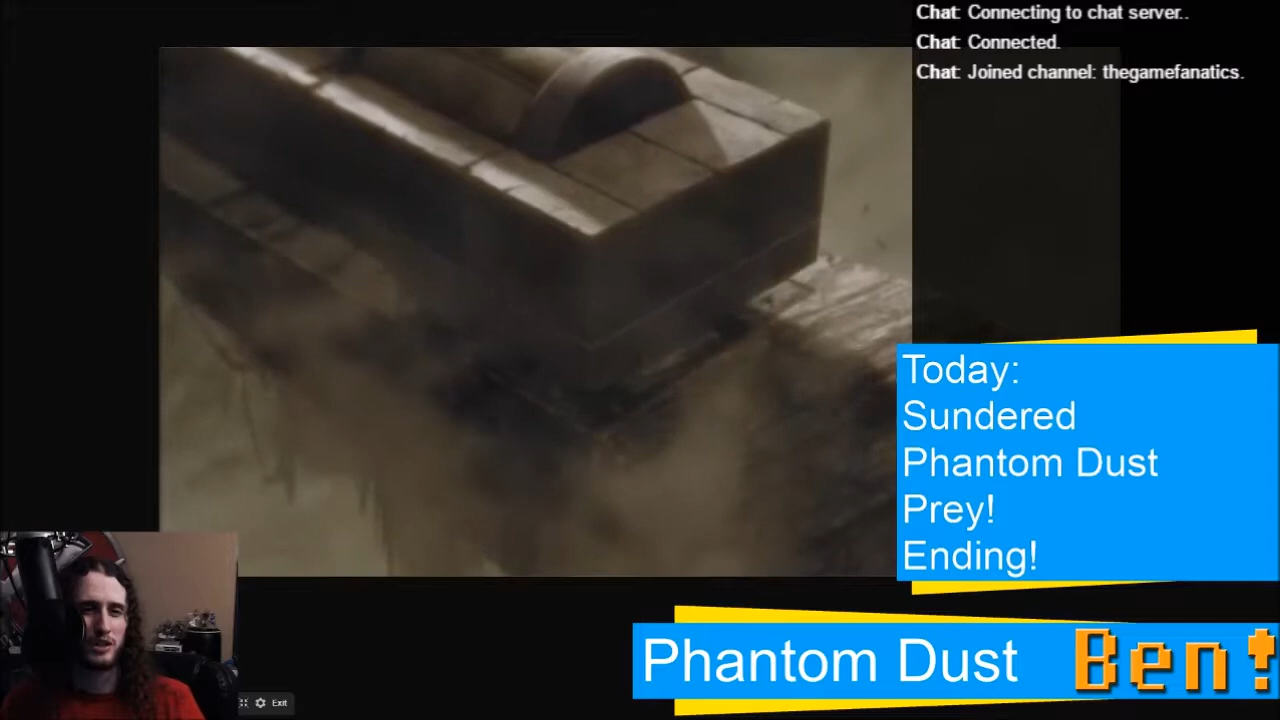 Chat: Connecting to chat server..
Chat: Connected.
Chat: Joined channel: thegamefanatics.
Today:
Sundered
Phantom Dust
Prey!
Ending!
Phantom Dust
Ben!
Exit